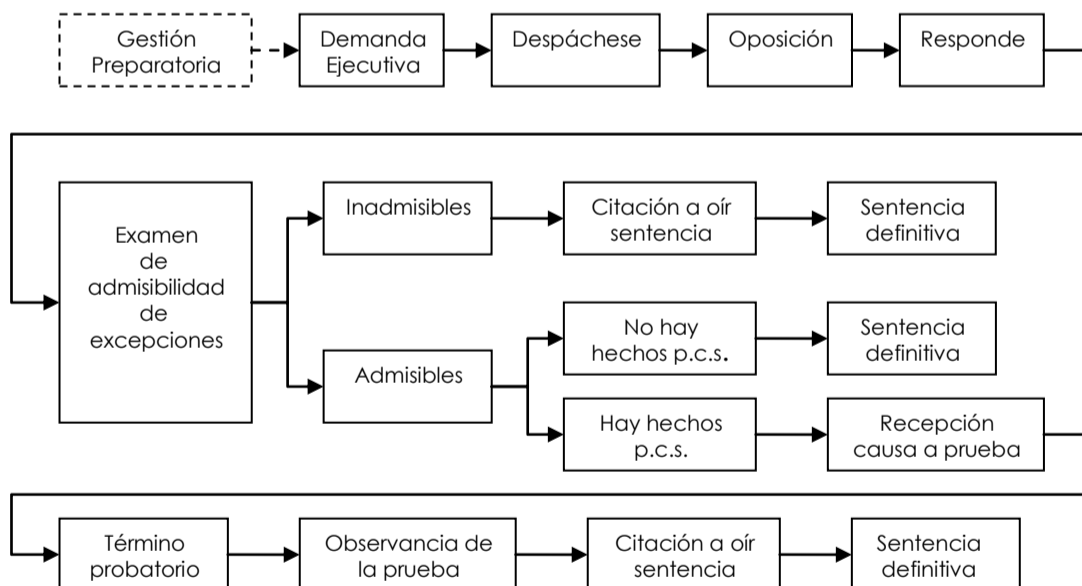 Gestión
Preparatoria
Demanda
Ejecutiva
Despáchese
Oposición
Responde
Examen
de
admisibilidad
de
excepciones
Inadmisibles
Citación a oír
sentencia
Sentencia
definitiva
Admisibles
No hay
hechos p.c.s.
Sentencia
definitiva
Hay hechos
p.c.s.
Recepción
causa a prueba
Término
probatorio
Observancia de
la prueba
Citación a oír
sentencia
Sentencia
definitiva